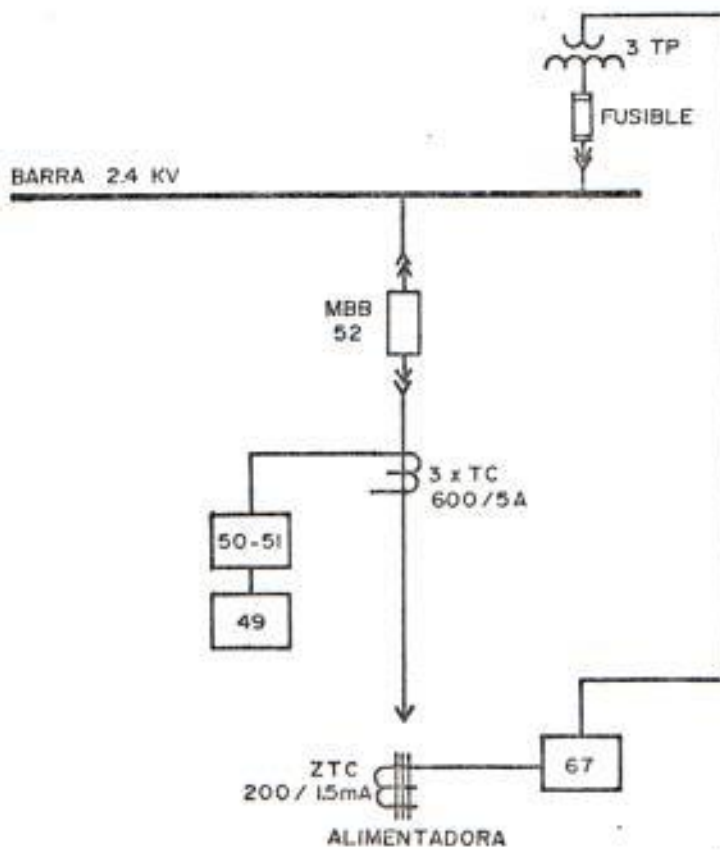 3 TP
FUSIBLE
BARRA 2.4 KV
MBB
52
3 x TC
600/5A
50-51
49
67
ZTC
200/1.5mA
ALIMENTADORA